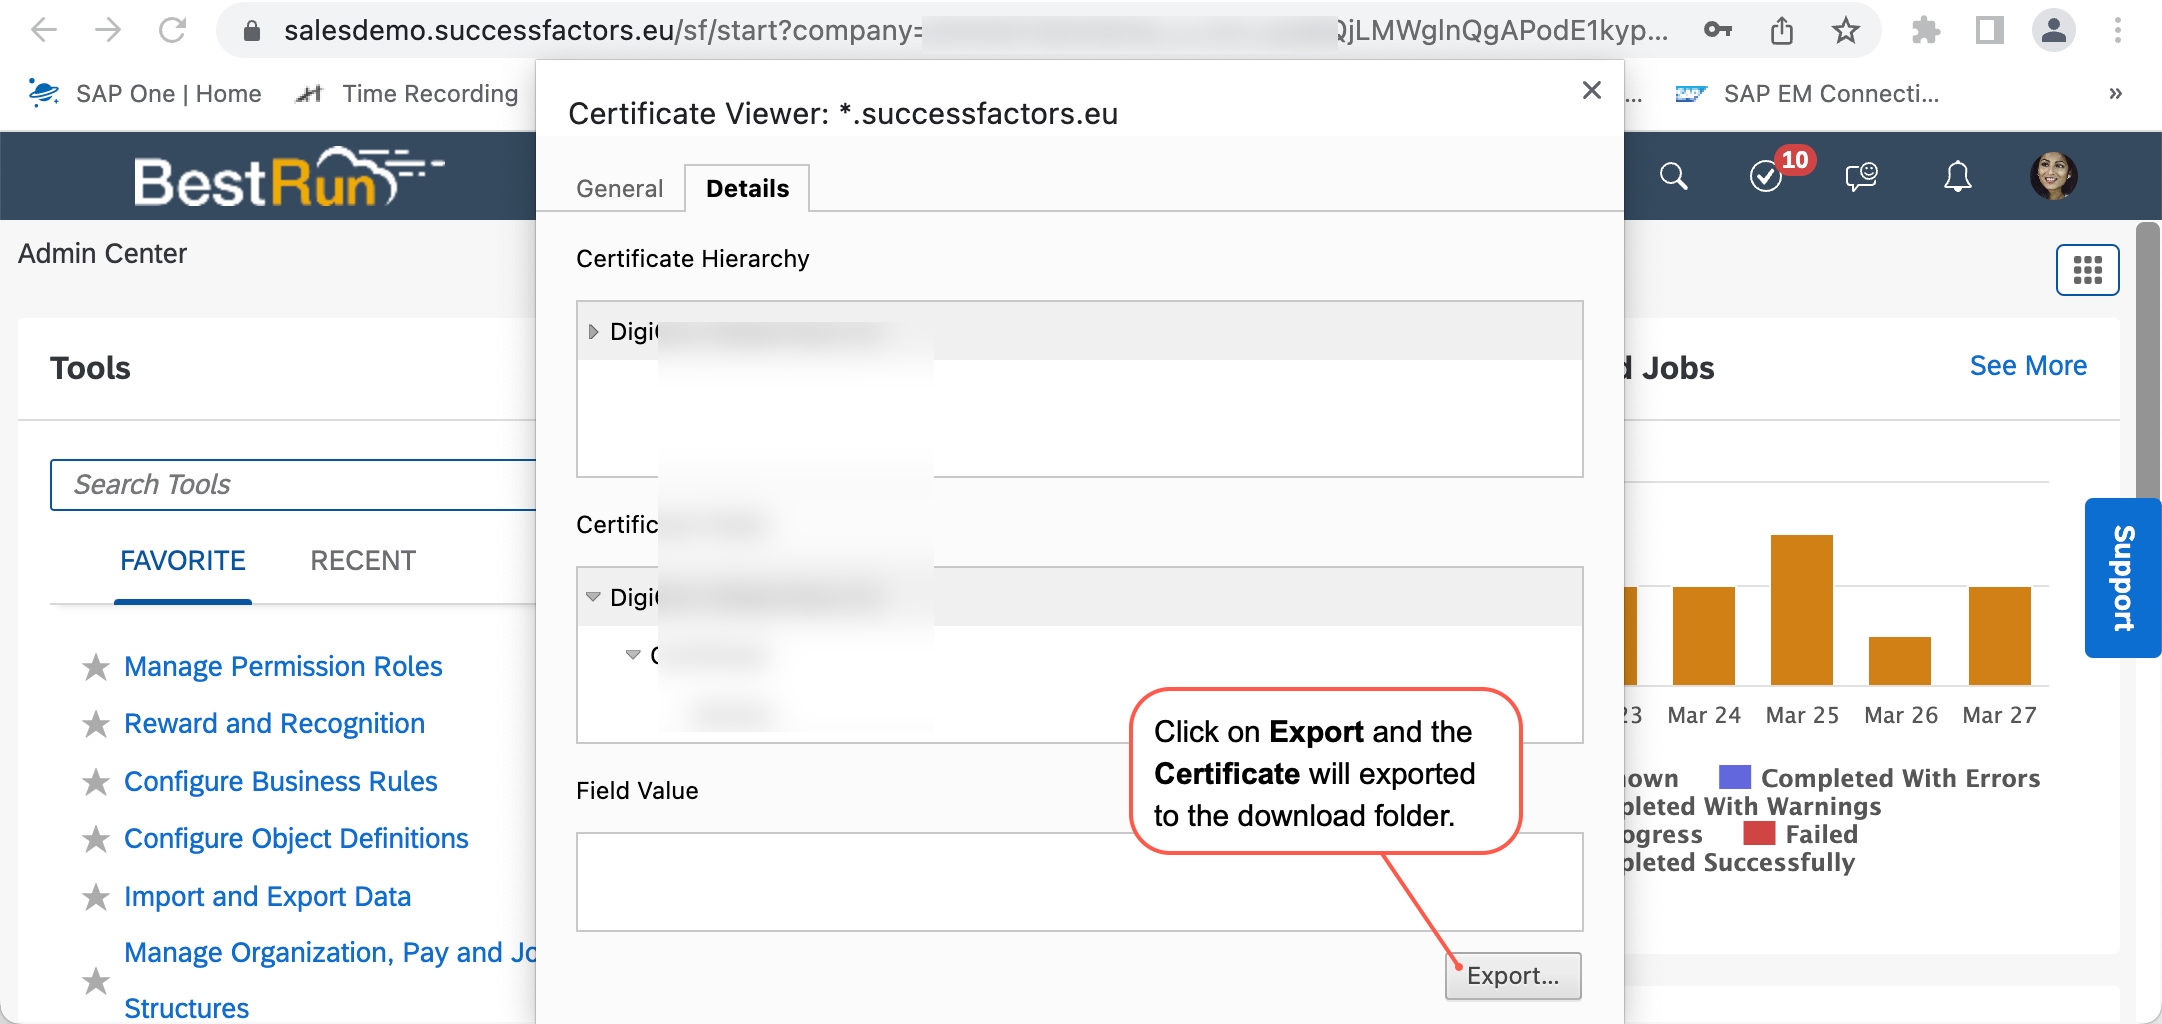 salesdemo.successfactors.eu/sf/start?company=
QjLMWglnQgAPodE1kyp...
SAP One | Home
Time Recording
...
SAP EM Connecti...
»
Certificate Viewer: *.successfactors.eu
BestRun
10
General
Details
Admin Center
Certificate Hierarchy
Digi
Tools
d Jobs
See More
Search Tools
Certific
FAVORITE
RECENT
Digi
Support
Manage Permission Roles
Reward and Recognition
Configure Business Rules
Configure Object Definitions
Import and Export Data
Manage Organization, Pay and Jo
Structures
Click on Export and the
Certificate will exported
to the download folder.
Field Value
Export...
23 Mar 24 Mar 25 Mar 26 Mar 27
own Completed With Errors
pleted With Warnings
ogress Failed
pleted Successfully